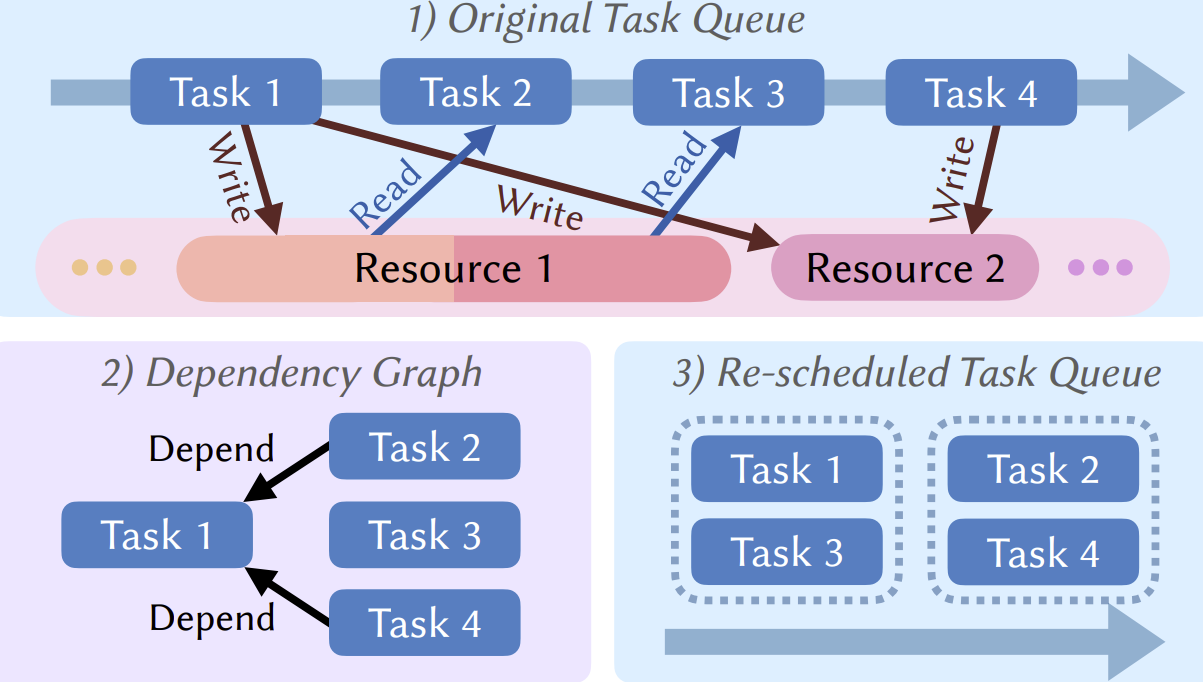 1) Original Task Queue
Task 1 Task 2 Task 3 Task 4
Write Read Write Read Write
Resource 1 Resource 2
2) Dependency Graph
Depend Task 2
Task 1 Task 3
Depend Task 4
3) Re-scheduled Task Queue
Task 1 Task 2
Task 3 Task 4